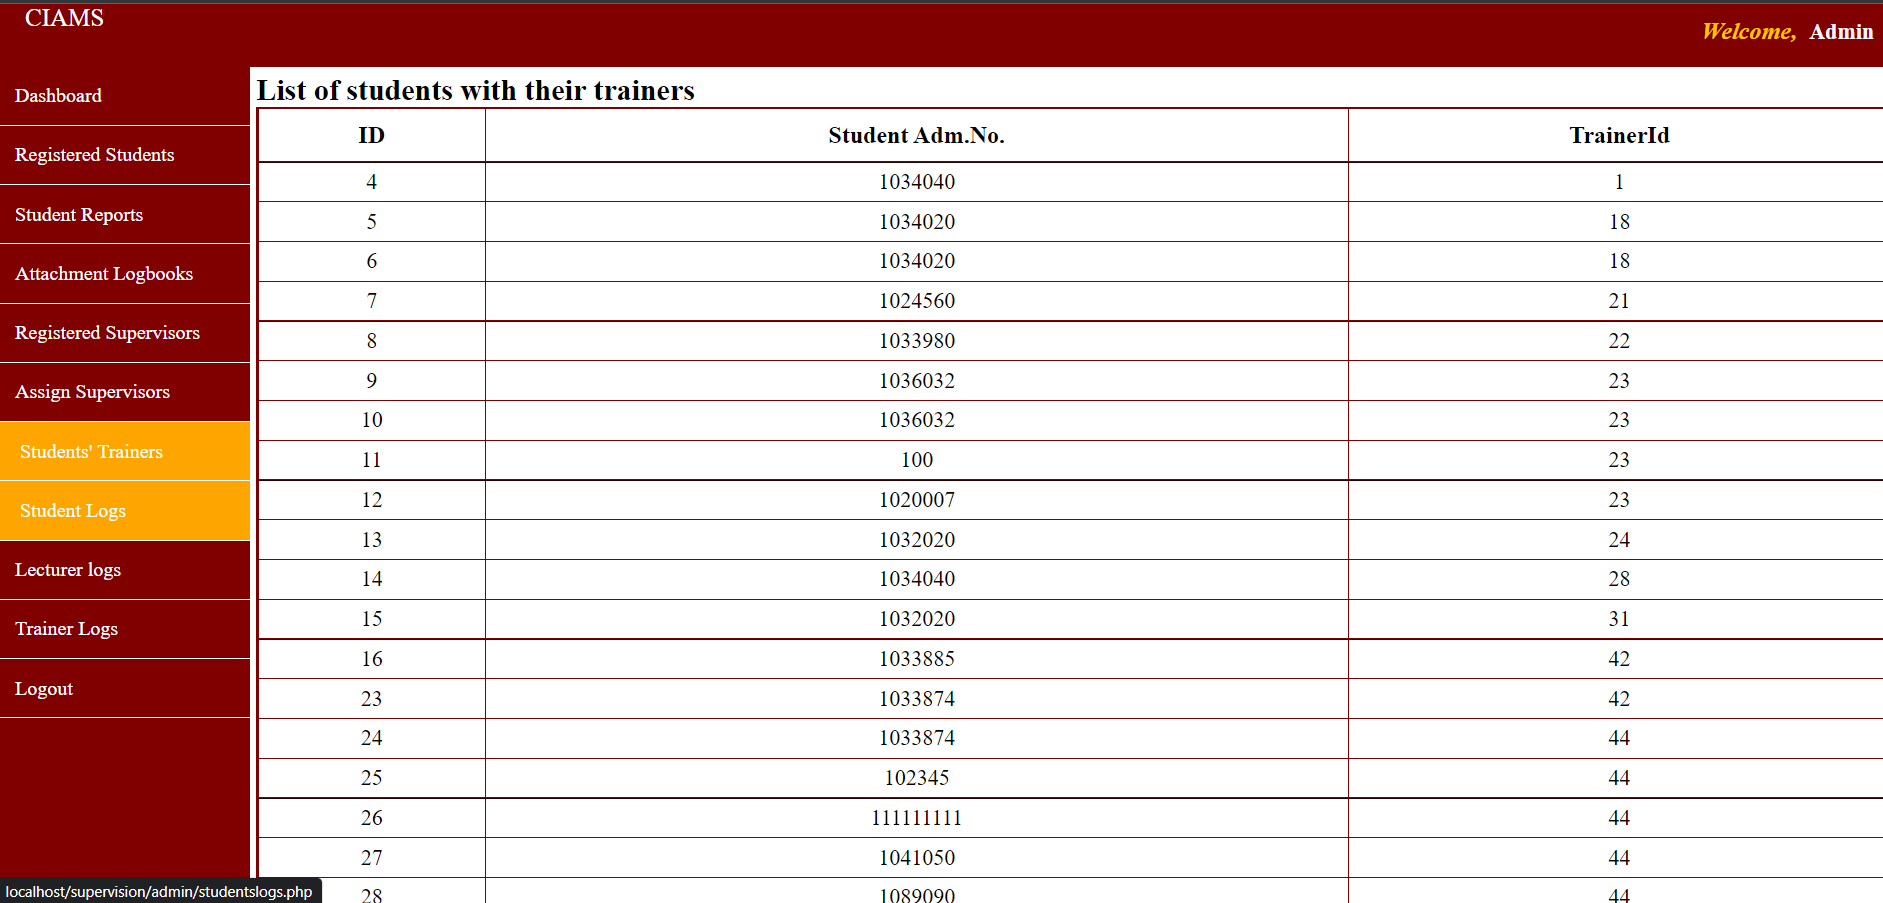 CIAMS
Welcome, Admin
Dashboard
Registered Students
Student Reports
Attachment Logbooks
Registered Supervisors
Assign Supervisors
Students' Trainers
Student Logs
Lecturer logs
Trainer Logs
Logout
List of students with their trainers
ID Student Adm.No. TrainerId
4 1034040 1
5 1034020 18
6 1034020 18
7 1024560 21
8 1033980 22
9 1036032 23
10 1036032 23
11 100 23
12 1020007 23
13 1032020 24
14 1034040 28
15 1032020 31
16 1033885 42
23 1033874 42
24 1033874 44
25 102345 44
26 111111111 44
27 1041050 44
28 1089090 44
localhost/supervision/admin/studentslogs.php